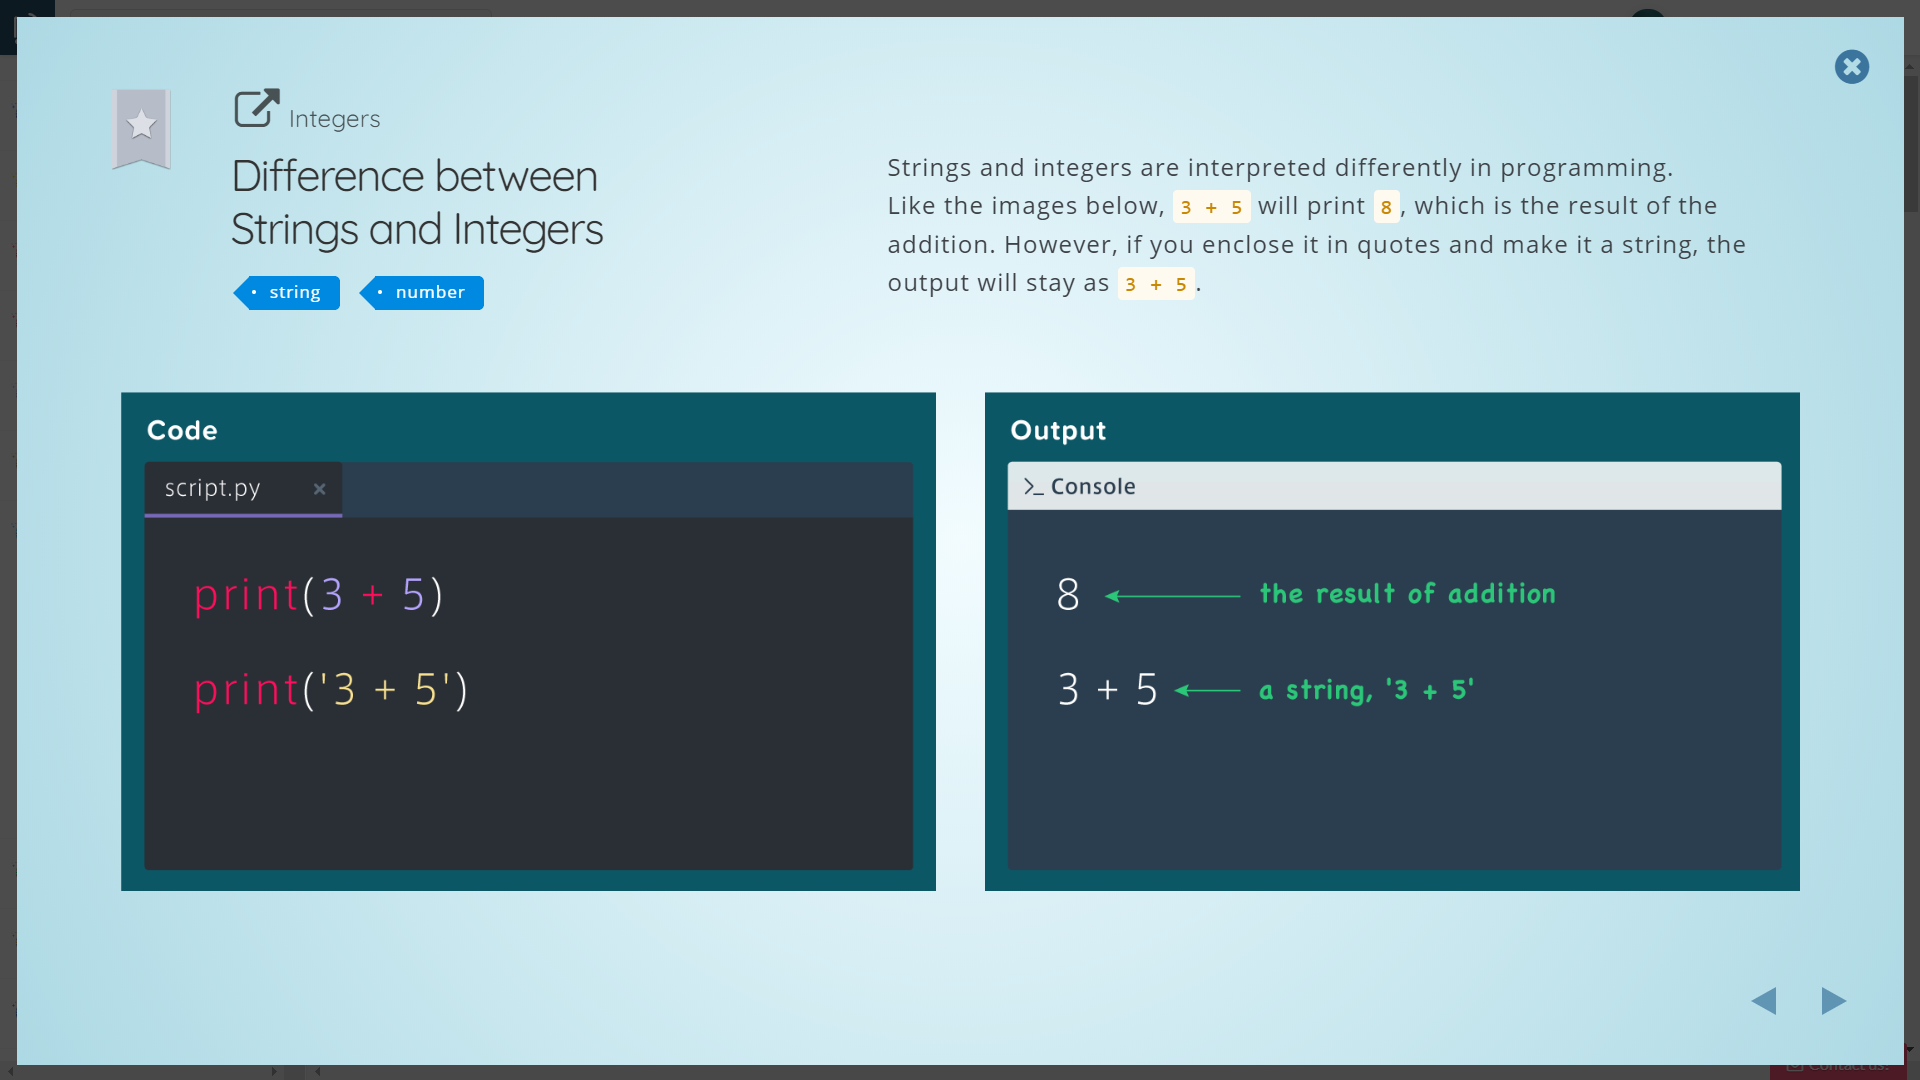 Integers
Difference between
Strings and Integers
string number
Strings and integers are interpreted differently in programming.
Like the images below, 3 + 5 will print 8, which is the result of the
addition. However, if you enclose it in quotes and make it a string, the
output will stay as 3 + 5.
Code
script.py ×
print(3 + 5)
print('3 + 5')
Output
>_ Console
8 the result of addition
3 + 5 a string, '3 + 5'
Contact us!